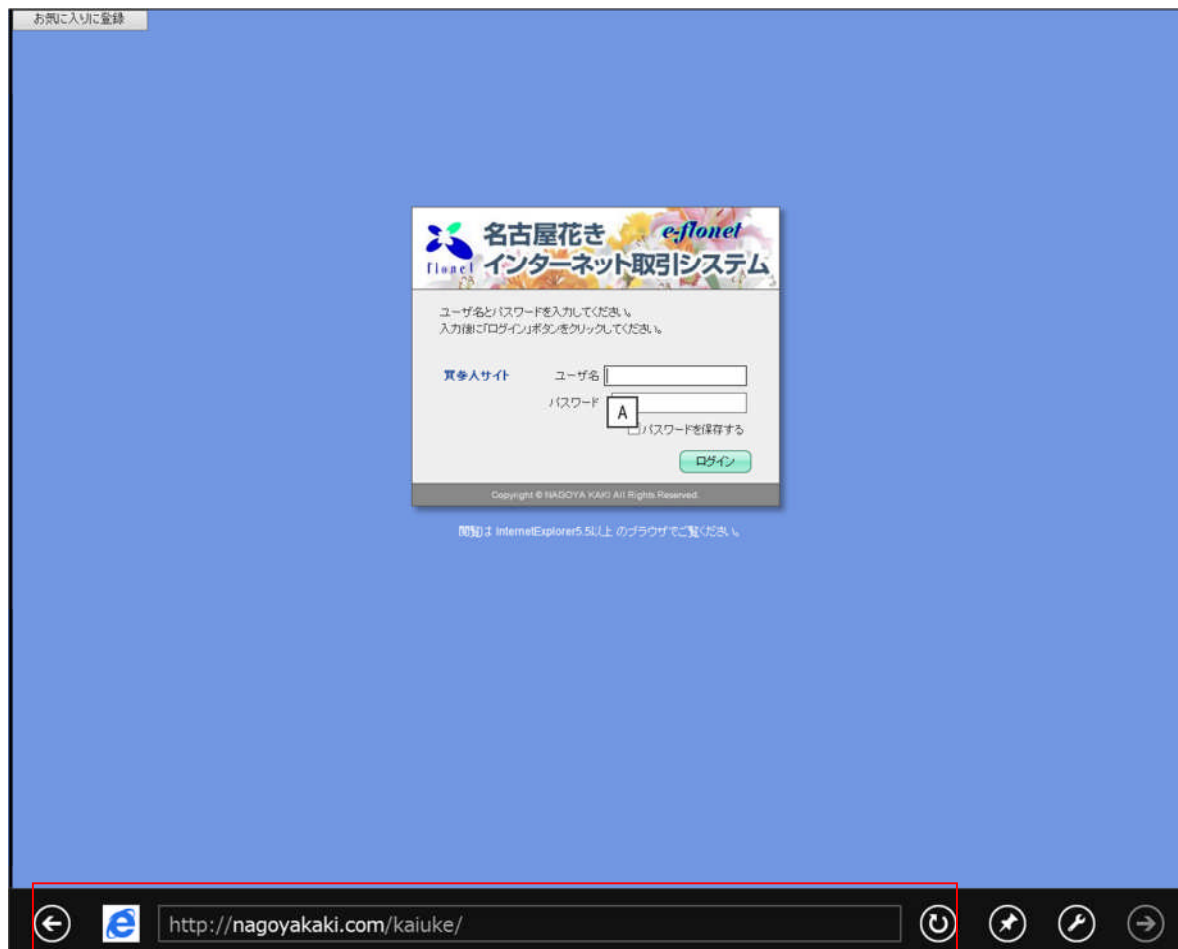 お気に入りに登録
名古屋花き e-flonet
flonet インターネット取引システム
ユーザ名とパスワードを入力してください。
入力後に「ログイン」ボタンをクリックしてください。
買参人サイト ユーザ名
パスワード
A
パスワードを保存する
ログイン
Copyright © NAGOYA KAKI All Rights Reserved.
閲覧は InternetExplorer5.5以上 のブラウザでご覧ください。
http://nagoyakaki.com/kaiuke/